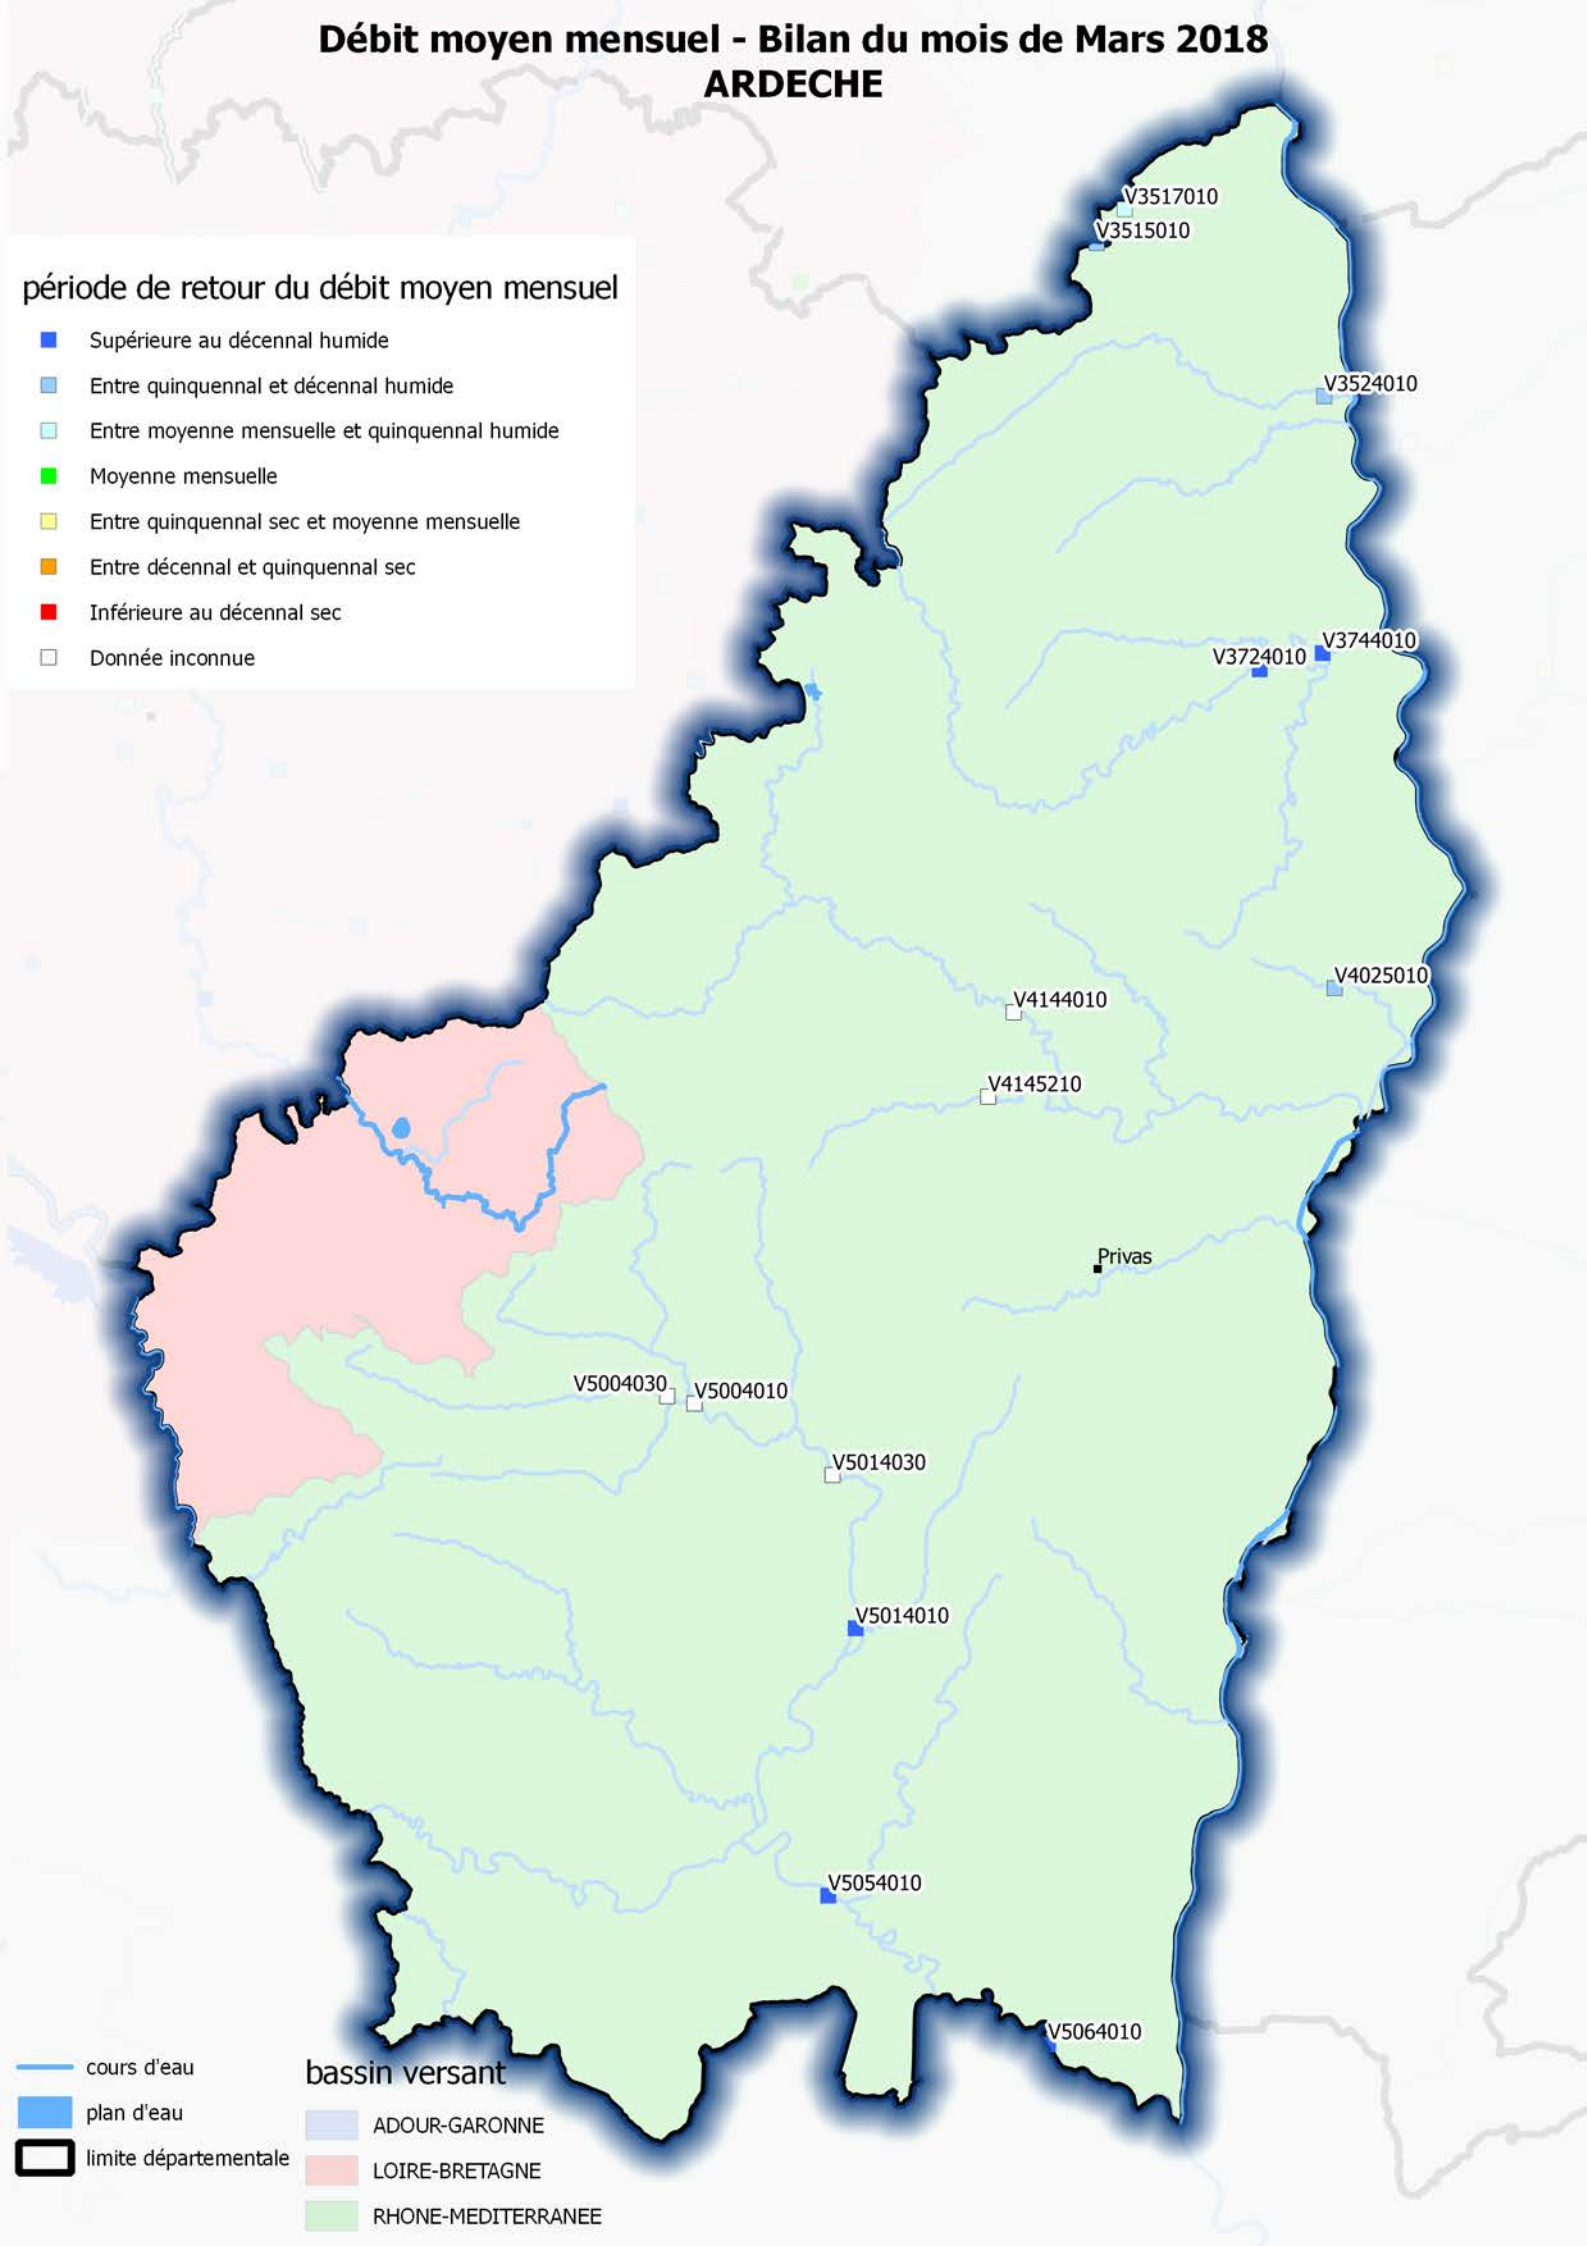 Débit moyen mensuel - Bilan du mois de Mars 2018
ARDECHE
V3517010
V3515010
période de retour du débit moyen mensuel
Supérieure au décennal humide
Entre quinquennal et décennal humide
Entre moyenne mensuelle et quinquennal humide
Moyenne mensuelle
Entre quinquennal sec et moyenne mensuelle
Entre décennal et quinquennal sec
Inférieure au décennal sec
Donnée inconnue
V3524010
V3744010
V3724010
V4025010
V4144010
V4145210
Privas
V5004030
V5004010
V5014030
V5014010
V5054010
V5064010
cours d'eau
plan d'eau
limite départementale
bassin versant
ADOUR-GARONNE
LOIRE-BRETAGNE
RHONE-MEDITERRANEE